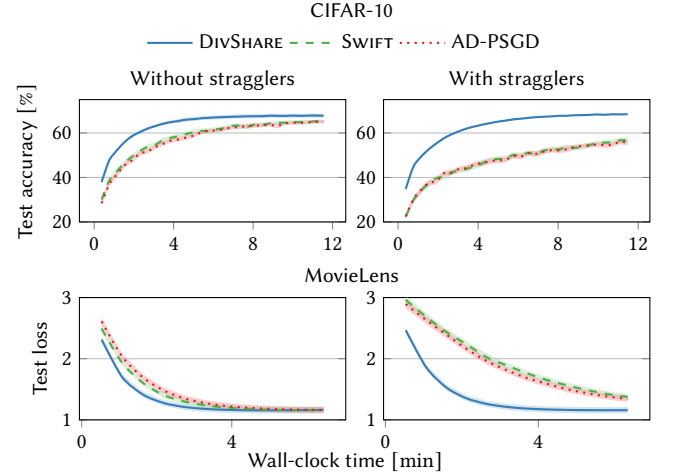 CIFAR-10
DIVSHARE SWIFT AD-PSGD
Without stragglers With stragglers
Test accuracy [%]
60 60
40 40
20 20
0 4 8 12 0 4 8 12
MovieLens
Test loss
3 3
2 2
1 1
0 4 0 4
Wall-clock time [min]